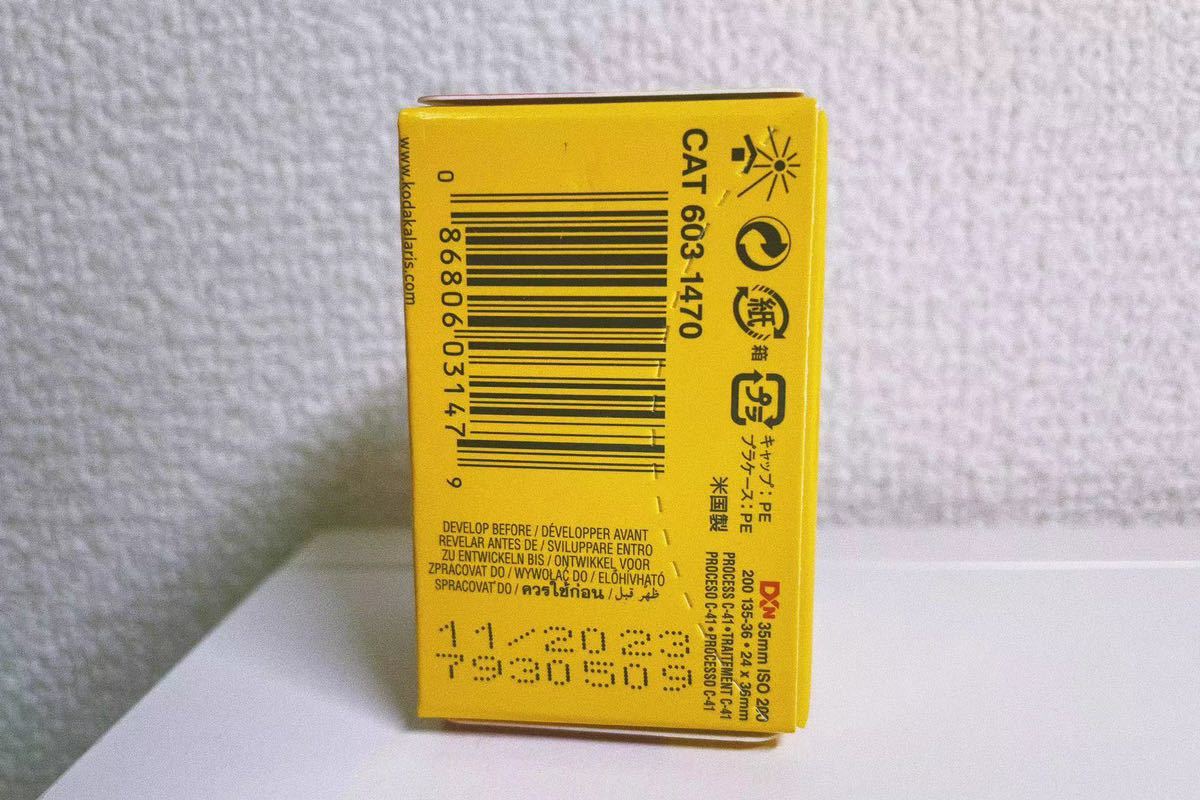 www.kodakalaris.com
0 86806 03147 9
CAT 603 1470
紙
箱
プラ
キャップ：PE
プラケース：PE
米国製
DXN 35mm ISO 200
200 135-36 • 24 x 36mm
PROCESS C-41 • TRAITEMENT C-41
PROCESO C-41 • PROCESSO C-41
DEVELOP BEFORE / DÉVELOPPER AVANT
REVELAR ANTES DE / SVILUPPARE ENTRO
ZU ENTWICKELN BIS / ONTWIKKEL VOOR
ZPRACOVAT DO / WYWOŁAĆ DO / ELŐHÍVHATÓ
SPRACOVAŤ DO / ควรใช้ก่อน / ظهر قبل
11/2023
7930509